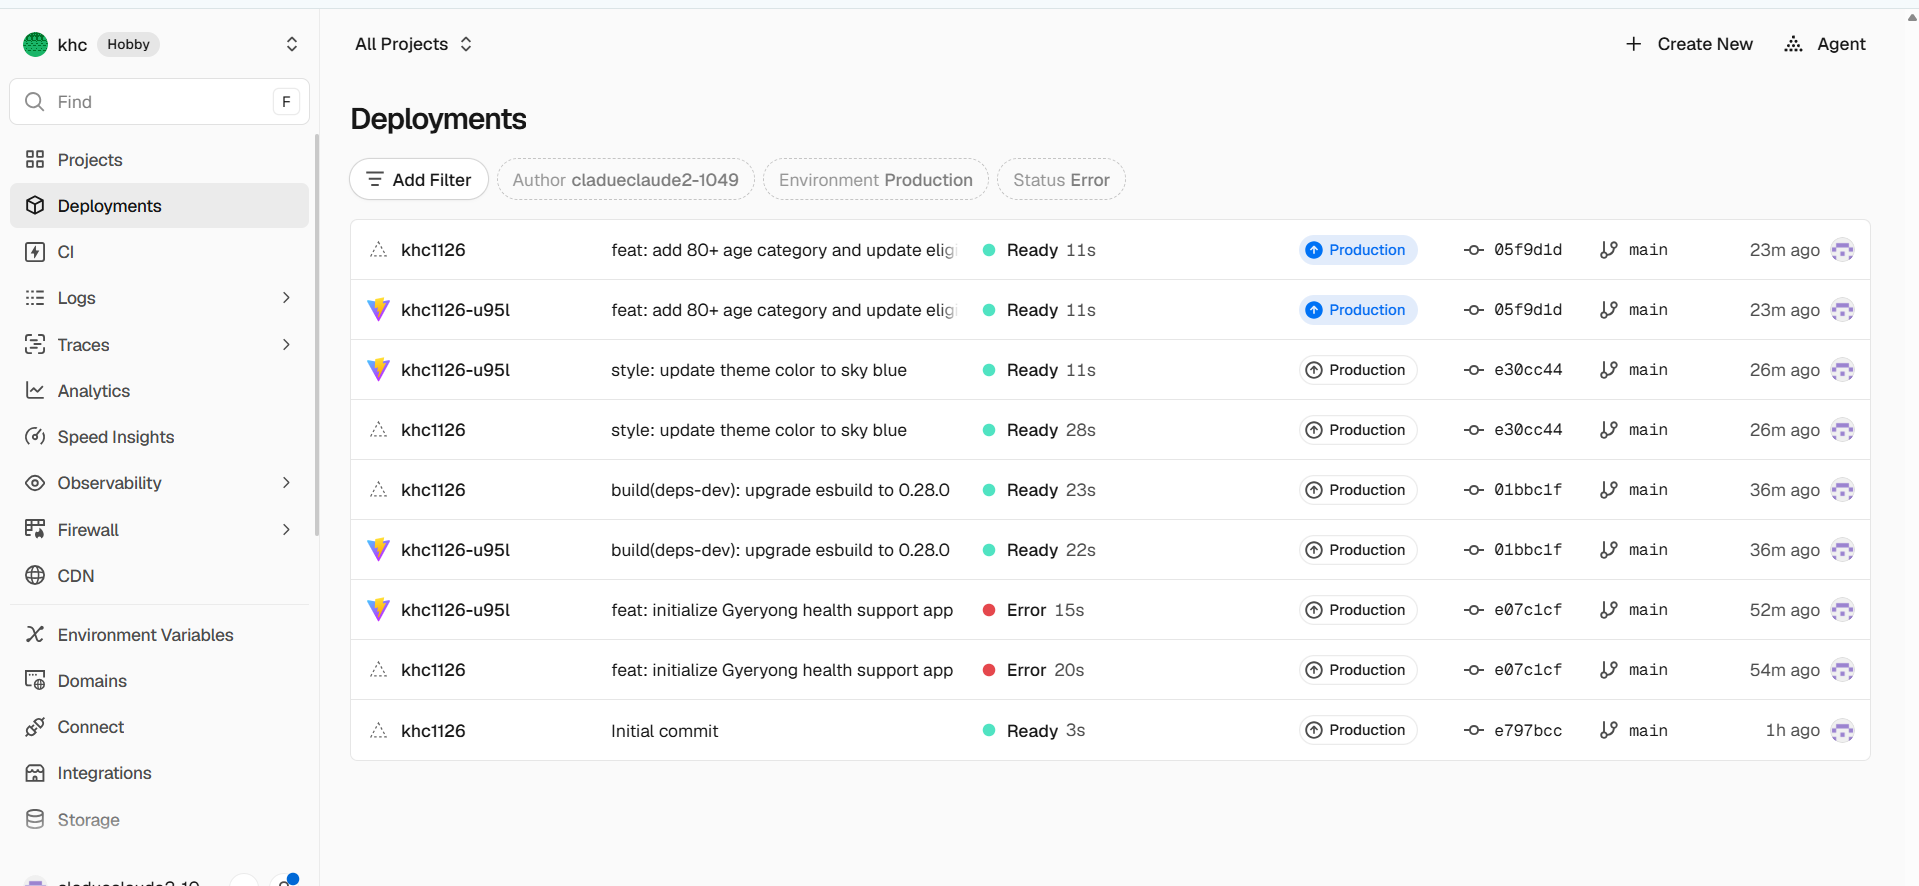 khc Hobby
All Projects
Create New
Agent
Find F
Projects
Deployments
CI
Logs
Traces
Analytics
Speed Insights
Observability
Firewall
CDN
Environment Variables
Domains
Connect
Integrations
Storage
Deployments
Add Filter
Author cladueclaude2-1049
Environment Production
Status Error
khc1126 feat: add 80+ age category and update elig Ready 11s Production 05f9d1d main 23m ago
khc1126-u95l feat: add 80+ age category and update elig Ready 11s Production 05f9d1d main 23m ago
khc1126-u95l style: update theme color to sky blue Ready 11s Production e30cc44 main 26m ago
khc1126 style: update theme color to sky blue Ready 28s Production e30cc44 main 26m ago
khc1126 build(deps-dev): upgrade esbuild to 0.28.0 Ready 23s Production 01bbc1f main 36m ago
khc1126-u95l build(deps-dev): upgrade esbuild to 0.28.0 Ready 22s Production 01bbc1f main 36m ago
khc1126-u95l feat: initialize Gyeryong health support app Error 15s Production e07c1cf main 52m ago
khc1126 feat: initialize Gyeryong health support app Error 20s Production e07c1cf main 54m ago
khc1126 Initial commit Ready 3s Production e797bcc main 1h ago